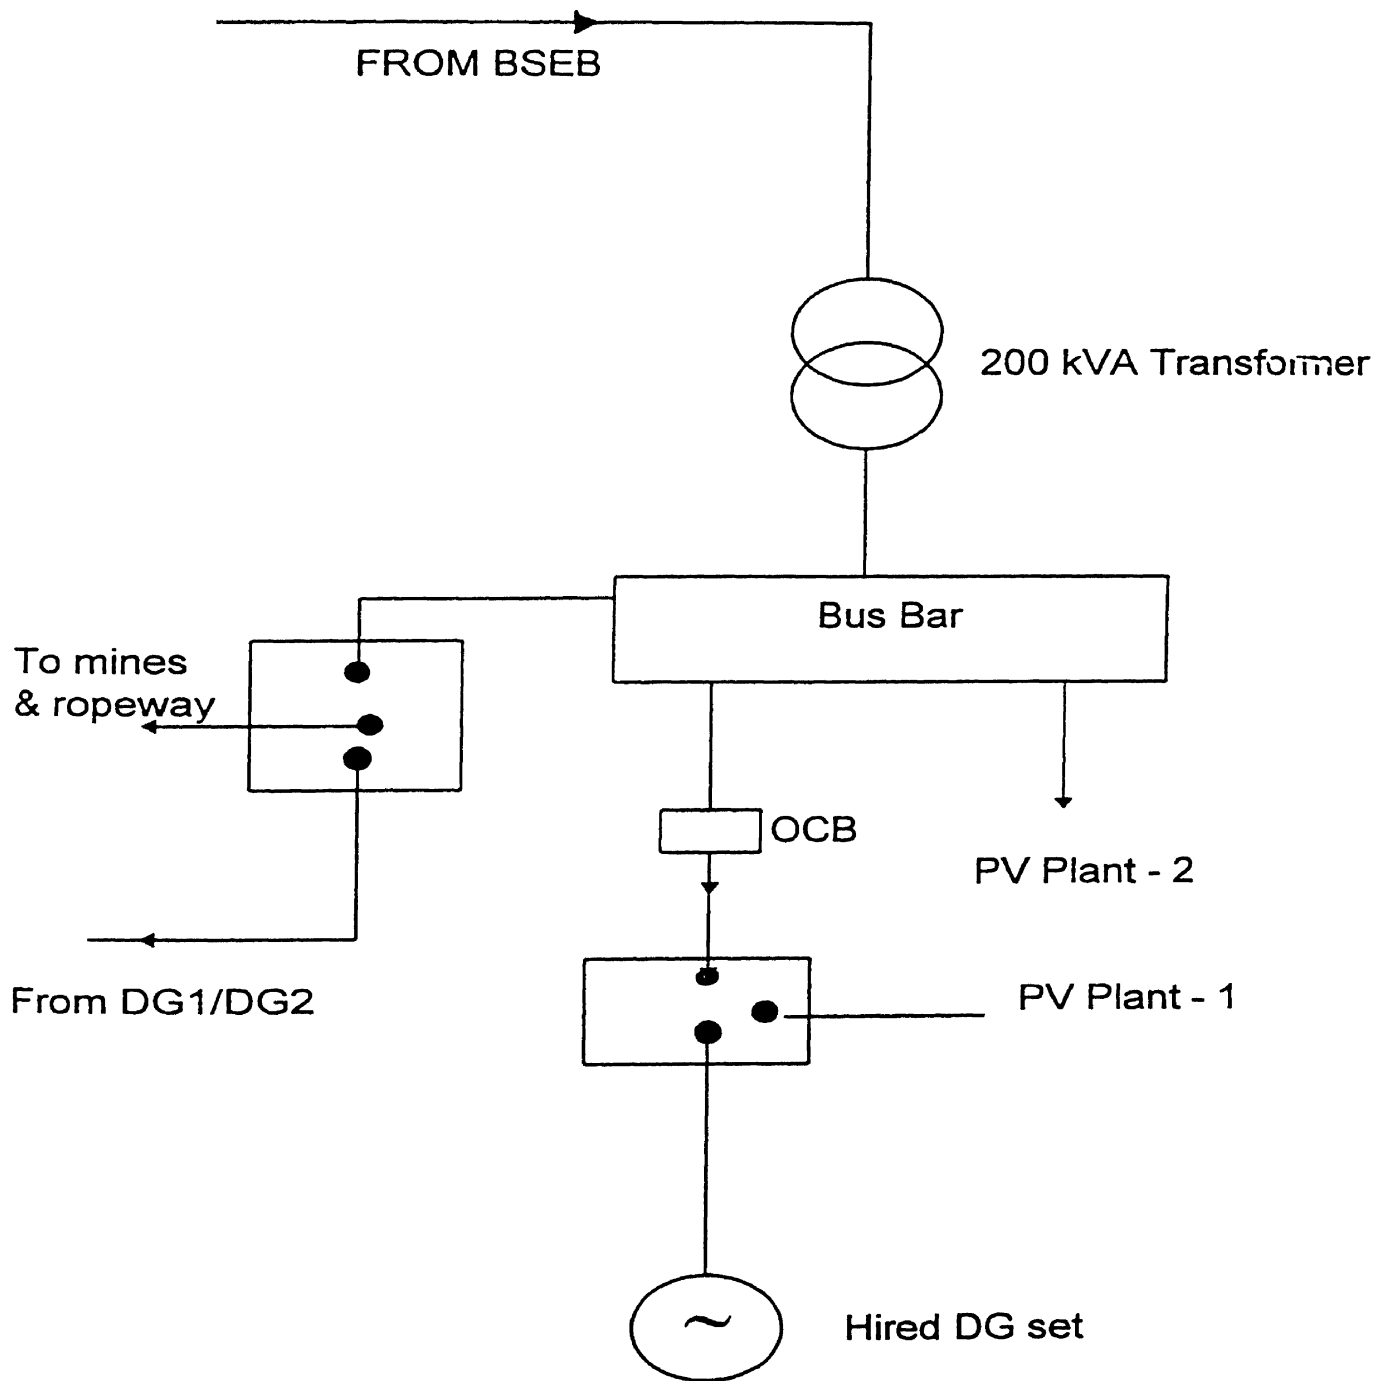 FROM BSEB
200 kVA Transformer
Bus Bar
To mines
& ropeway
OCB
PV Plant - 2
From DG1/DG2
PV Plant - 1
~
Hired DG set